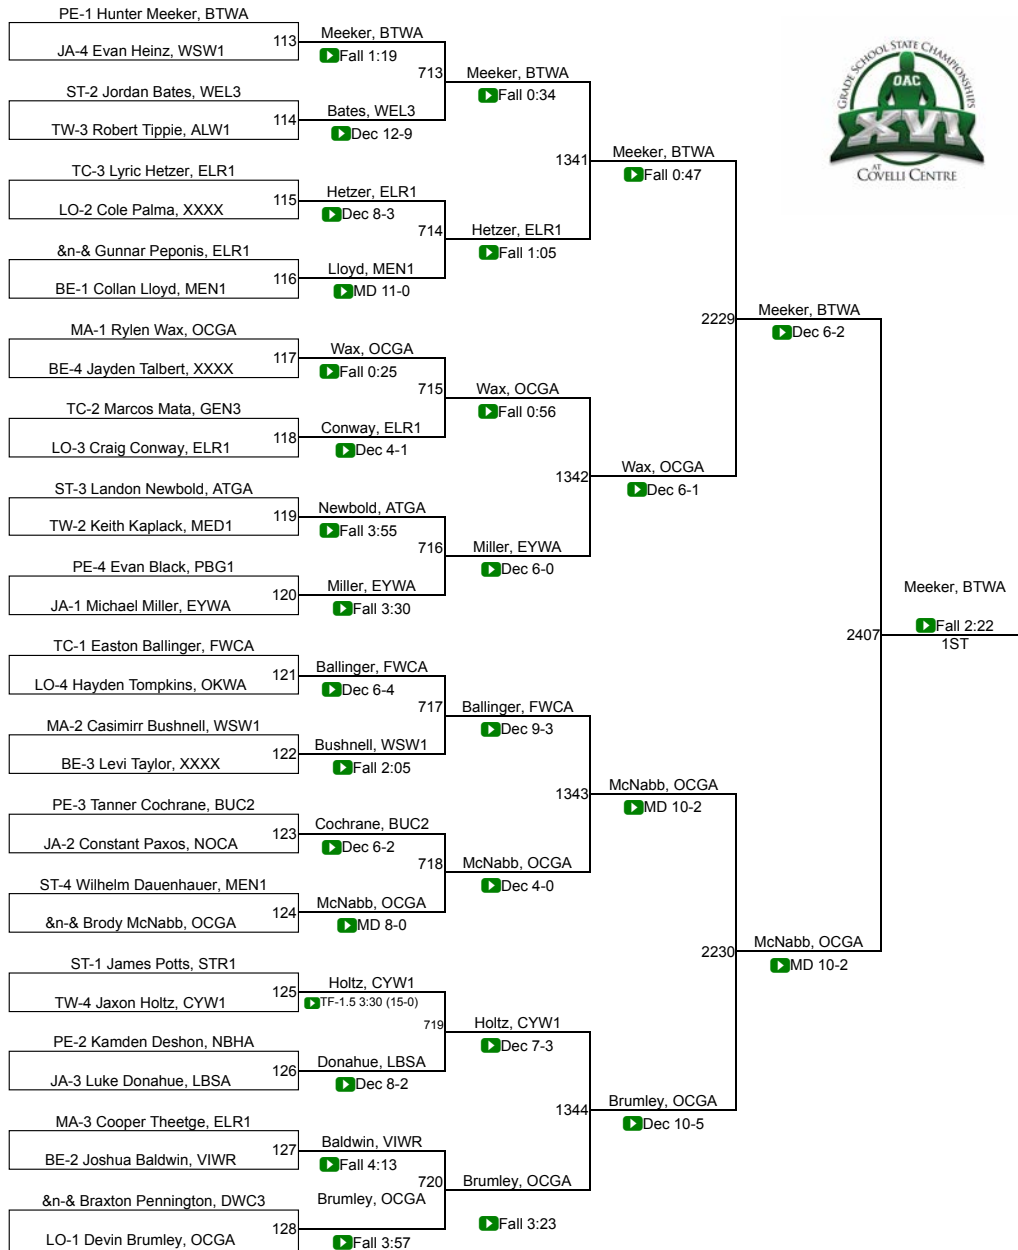 PE-1 Hunter Meeker, BTWA
JA-4 Evan Heinz, WSW1
113
ST-2 Jordan Bates, WEL3
TW-3 Robert Tippie, ALW1
114
TC-3 Lyric Hetzer, ELR1
LO-2 Cole Palma, XXXX
115
&n-& Gunnar Peponis, ELR1
BE-1 Collan Lloyd, MEN1
116
MA-1 Rylen Wax, OCGA
BE-4 Jayden Talbert, XXXX
117
TC-2 Marcos Mata, GEN3
LO-3 Craig Conway, ELR1
118
ST-3 Landon Newbold, ATGA
TW-2 Keith Kaplack, MED1
119
PE-4 Evan Black, PBG1
JA-1 Michael Miller, EYWA
120
TC-1 Easton Ballinger, FWCA
LO-4 Hayden Tompkins, OKWA
121
MA-2 Casimirr Bushnell, WSW1
BE-3 Levi Taylor, XXXX
122
PE-3 Tanner Cochrane, BUC2
JA-2 Constant Paxos, NOCA
123
ST-4 Wilhelm Dauenhauer, MEN1
&n-& Brody McNabb, OCGA
124
ST-1 James Potts, STR1
TW-4 Jaxon Holtz, CYW1
125
PE-2 Kamden Deshon, NBHA
JA-3 Luke Donahue, LBSA
126
MA-3 Cooper Theetge, ELR1
BE-2 Joshua Baldwin, VIWR
127
&n-& Braxton Pennington, DWC3
LO-1 Devin Brumley, OCGA
128
Meeker, BTWA
Fall 1:19
713
Bates, WEL3
Dec 12-9
Hetzer, ELR1
Dec 8-3
714
Lloyd, MEN1
MD 11-0
Wax, OCGA
Fall 0:25
715
Conway, ELR1
Dec 4-1
Newbold, ATGA
Fall 3:55
716
Miller, EYWA
Fall 3:30
Ballinger, FWCA
Dec 6-4
717
Bushnell, WSW1
Fall 2:05
Cochrane, BUC2
Dec 6-2
718
McNabb, OCGA
MD 8-0
Holtz, CYW1
TF-1.5 3:30 (15-0)
719
Donahue, LBSA
Dec 8-2
Baldwin, VIWR
Fall 4:13
720
Brumley, OCGA
Fall 3:57
Meeker, BTWA
Fall 0:34
1341
Hetzer, ELR1
Fall 1:05
Wax, OCGA
Fall 0:56
1342
Miller, EYWA
Dec 6-0
Ballinger, FWCA
Dec 9-3
1343
McNabb, OCGA
Dec 4-0
Holtz, CYW1
Dec 7-3
1344
Brumley, OCGA
Fall 3:23
Meeker, BTWA
Fall 0:47
2229
Wax, OCGA
Dec 6-1
McNabb, OCGA
MD 10-2
2230
Brumley, OCGA
Dec 10-5
Meeker, BTWA
Dec 6-2
2407
McNabb, OCGA
MD 10-2
Meeker, BTWA
Fall 2:22
1ST
GRADE SCHOOL STATE CHAMPIONSHIPS
OAC
XVI
AT
COVELLI CENTRE